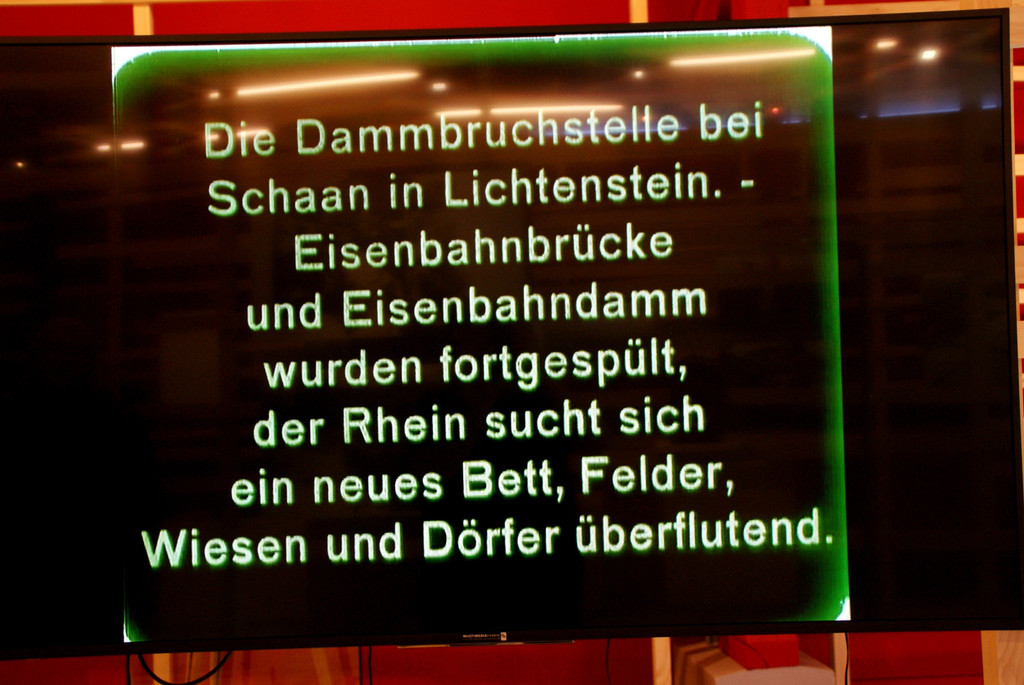 Die Dammbruchstelle bei
Schaan in Lichtenstein. -
Eisenbahnbrücke
und Eisenbahndamm
wurden fortgespült,
der Rhein sucht sich
ein neues Bett, Felder,
Wiesen und Dörfer überflutend.